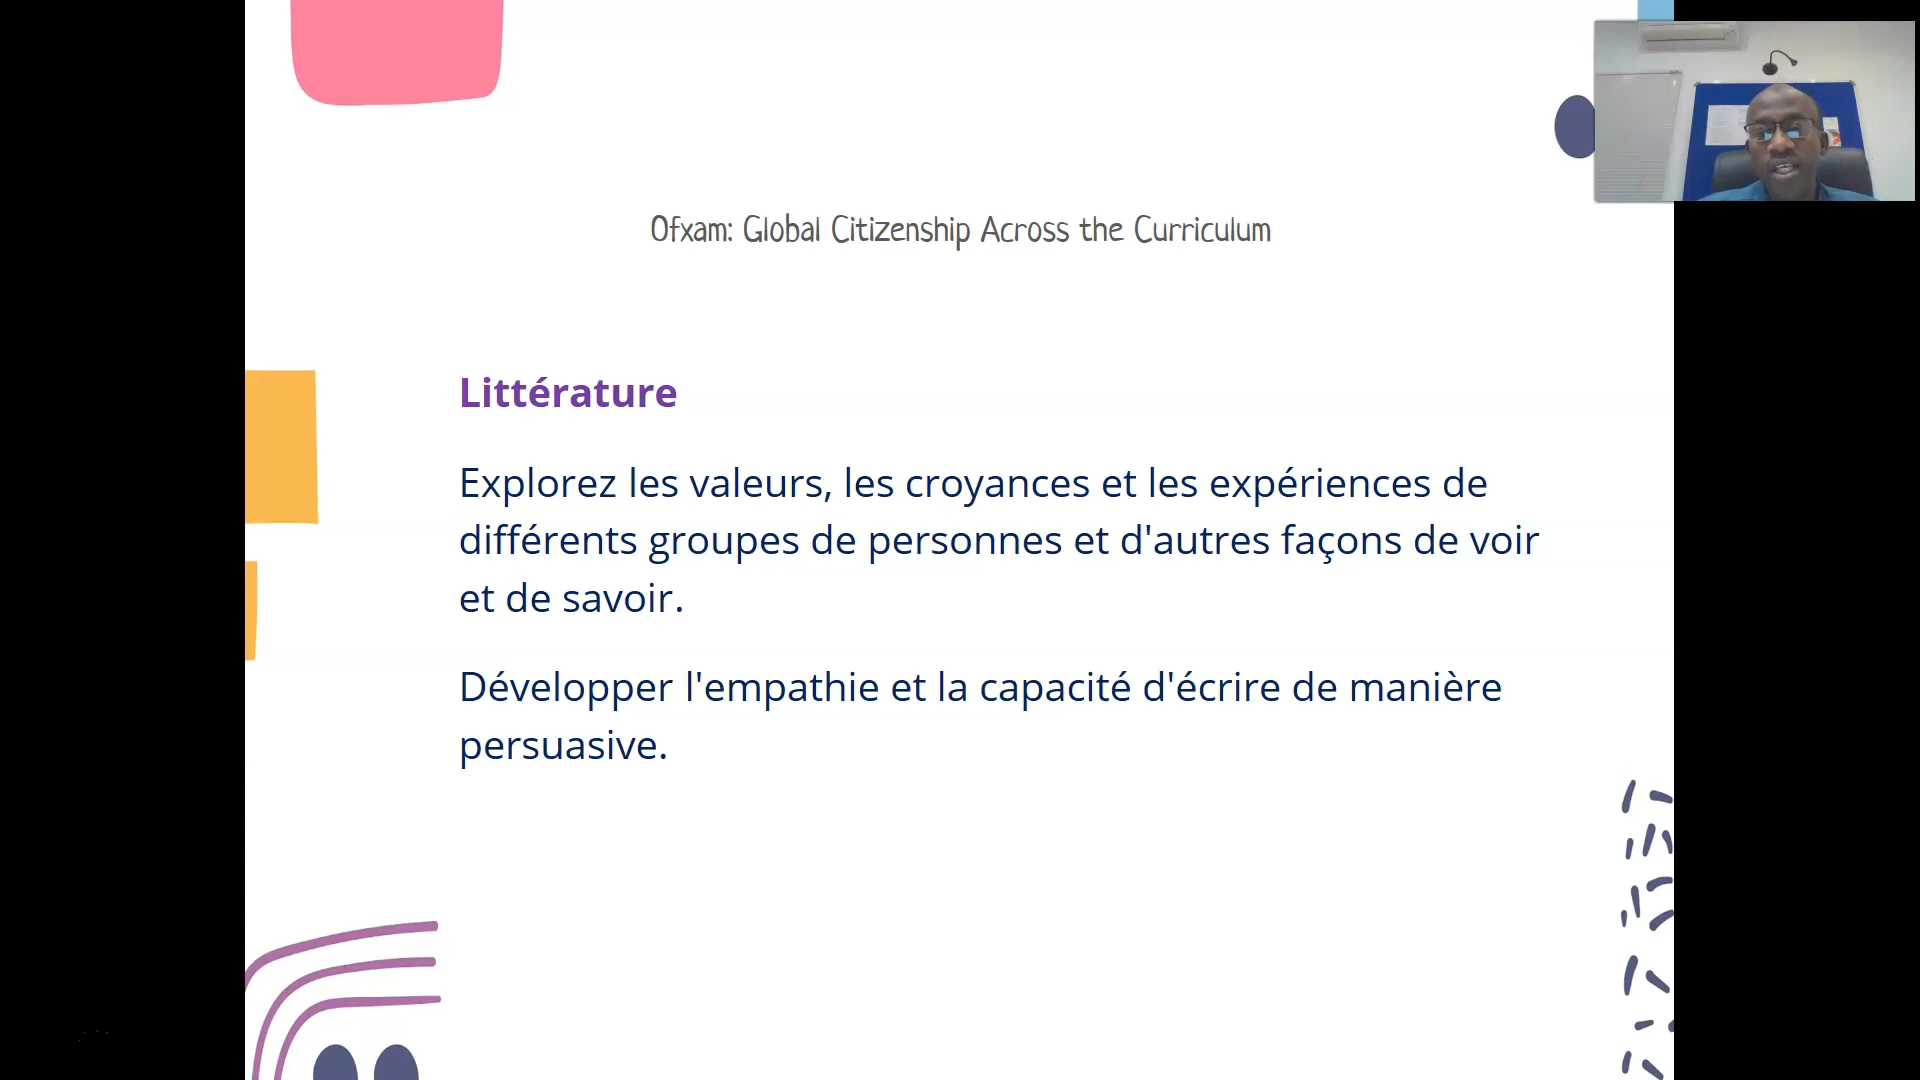 Ofxam: Global Citizenship Across the Curriculum
Littérature
Explorez les valeurs, les croyances et les expériences de
différents groupes de personnes et d'autres façons de voir
et de savoir.
Développer l'empathie et la capacité d'écrire de manière
persuasive.